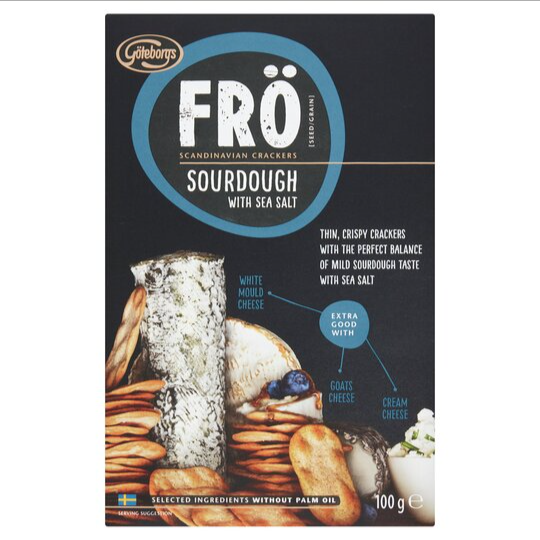 Göteborgs
FRÖ
[SEED/GRAIN]
SCANDINAVIAN CRACKERS
SOURDOUGH
WITH SEA SALT
THIN, CRISPY CRACKERS
WITH THE PERFECT BALANCE
OF MILD SOURDOUGH TASTE
WITH SEA SALT
WHITE
MOULD
CHEESE
EXTRA
GOOD
WITH
GOATS
CHEESE
CREAM
CHEESE
SELECTED INGREDIENTS WITHOUT PALM OIL
100 g e
SERVING SUGGESTION